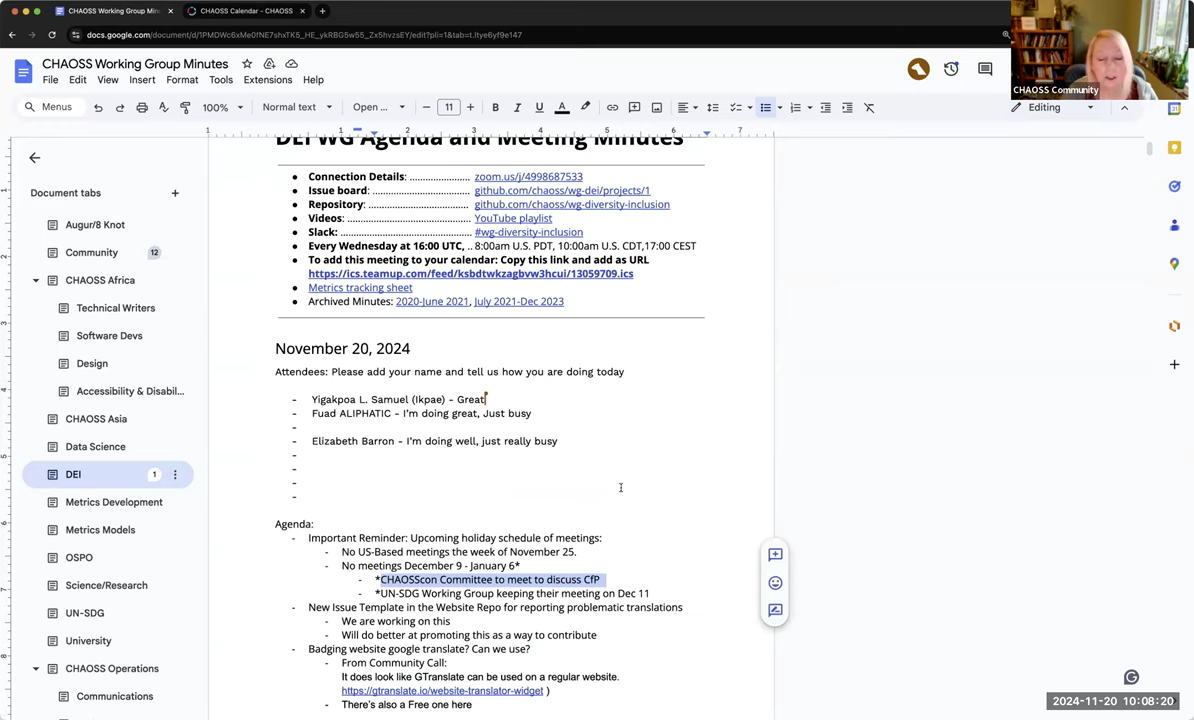 CHAOSS Working Group Min
CHAOSS Calendar - CHAOSS
docs.google.com/document/d/1PMDWc6xMe0fNE7shxTK5_HE_ykRBG5w55_Zx5hvzsEY/edit?pli=1&tab=t.ltye6yf9e147
CHAOSS Working Group Minutes
File Edit View Insert Format Tools Extensions Help
Menus 100% Normal text Open ... 11 Editing
CHAOSS Community
1 1 2 3 4 5 6 7
Document tabs
Augur/8 Knot
Community 12
CHAOSS Africa
Technical Writers
Software Devs
Design
Accessibility & Disabil...
CHAOSS Asia
Data Science
DEI 1
Metrics Development
Metrics Models
OSPO
Science/Research
UN-SDG
University
CHAOSS Operations
Communications
DEI WG Agenda and Meeting Minutes
● Connection Details: ...................... zoom.us/j/4998687533
● Issue board: ...................................... github.com/chaoss/wg-dei/projects/1
● Repository: ....................................... github.com/chaoss/wg-diversity-inclusion
● Videos: .............................................. YouTube playlist
● Slack: ................................................ #wg-diversity-inclusion
● Every Wednesday at 16:00 UTC, .. 8:00am U.S. PDT, 10:00am U.S. CDT,17:00 CEST
● To add this meeting to your calendar: Copy this link and add as URL
https://ics.teamup.com/feed/ksbdtwkzagbvw3hcui/13059709.ics
● Metrics tracking sheet
● Archived Minutes: 2020-June 2021, July 2021-Dec 2023
November 20, 2024
Attendees: Please add your name and tell us how you are doing today
- Yigakpoa L. Samuel (Ikpae) - Great
- Fuad ALIPHATIC - I'm doing great, Just busy
-
- Elizabeth Barron - I'm doing well, just really busy
-
-
-
-
Agenda:
- Important Reminder: Upcoming holiday schedule of meetings:
- No US-Based meetings the week of November 25.
- No meetings December 9 - January 6*
- *CHAOSScon Committee to meet to discuss CfP
- *UN-SDG Working Group keeping their meeting on Dec 11
- New Issue Template in the Website Repo for reporting problematic translations
- We are working on this
- Will do better at promoting this as a way to contribute
- Badging website google translate? Can we use?
- From Community Call:
It does look like GTranslate can be used on a regular website.
https://gtranslate.io/website-translator-widget )
- There's also a Free one here
2024-11-20 10:08:20